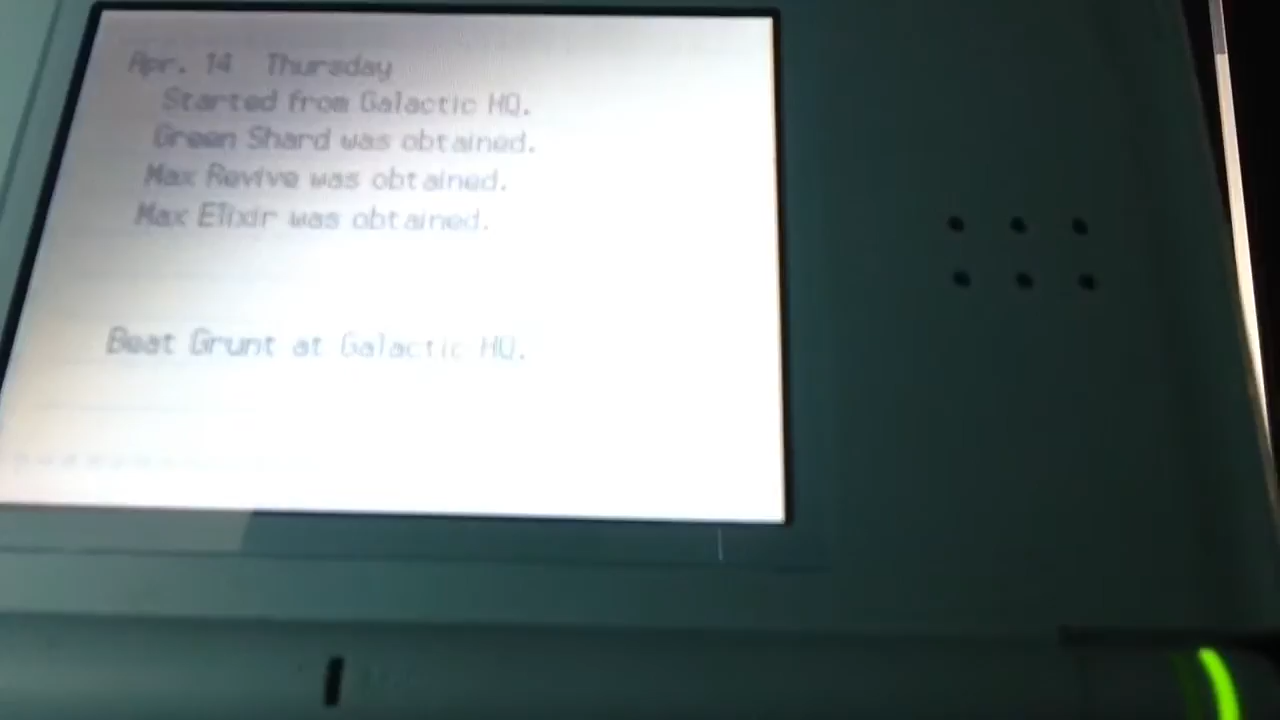 Apr. 14 Thursday
Started from Galactic HQ.
Green Shard was obtained.
Max Revive was obtained.
Max Elixir was obtained.
Beat Grunt at Galactic HQ.